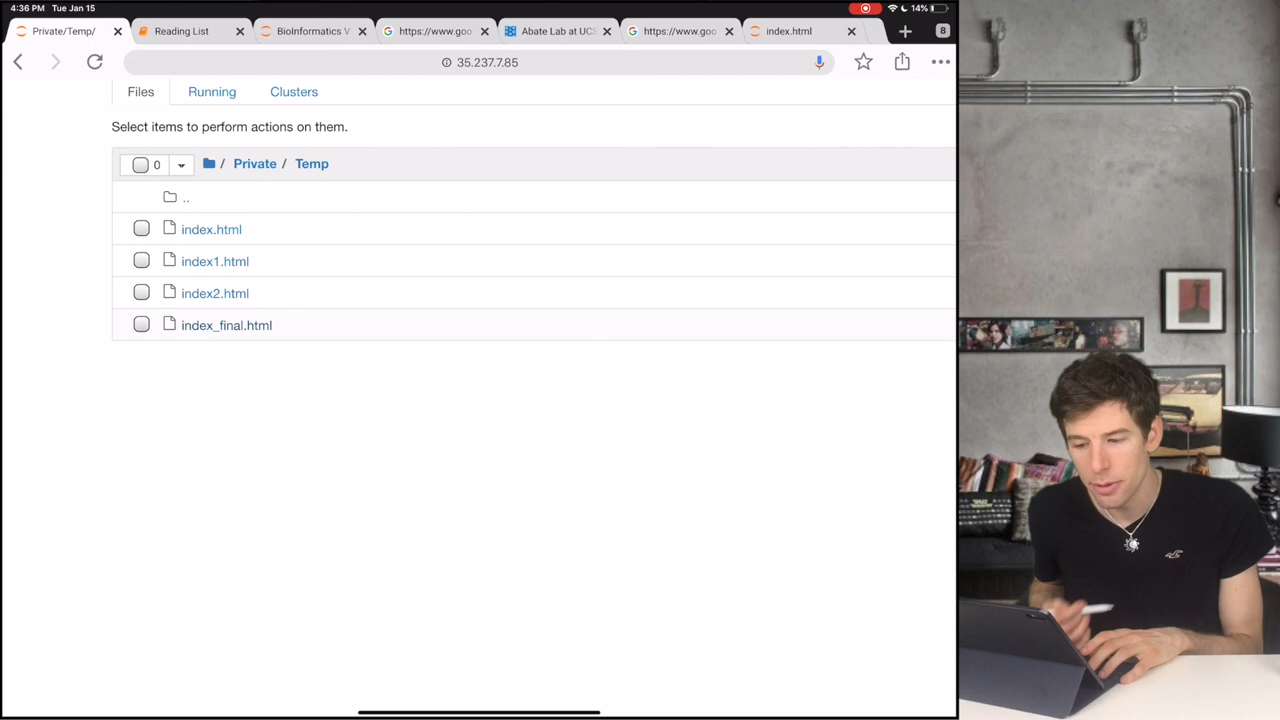 4:36 PM Tue Jan 15 14%
Private/Temp/ Reading List BioInformatics V https://www.goo Abate Lab at UCS https://www.goo index.html 8
35.237.7.85
Files Running Clusters
Select items to perform actions on them.
0 / Private / Temp
..
index.html
index1.html
index2.html
index_final.html